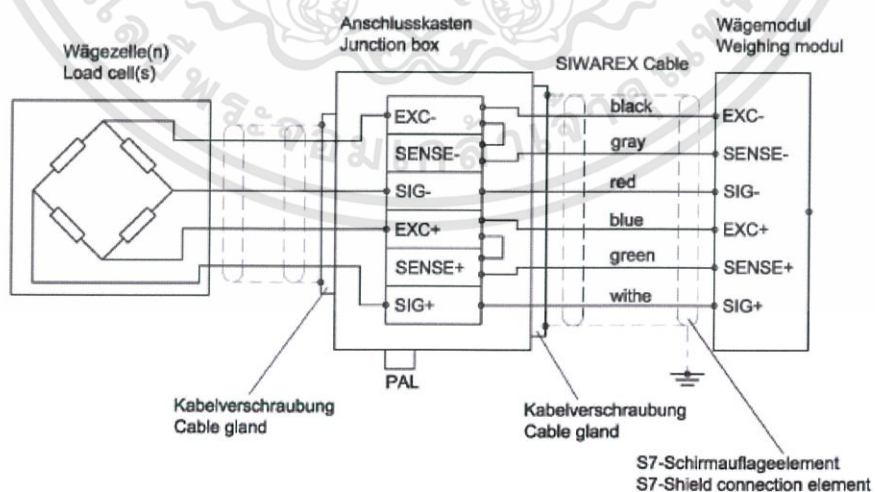 Wägezelle(n)
Load cell(s)
Anschlusskasten
Junction box
SIWAREX Cable
Wägemodul
Weighing modul
EXC-
SENSE-
SIG-
EXC+
SENSE+
SIG+
black
gray
red
blue
green
withe
EXC-
SENSE-
SIG-
EXC+
SENSE+
SIG+
PAL
Kabelverschraubung
Cable gland
Kabelverschraubung
Cable gland
S7-Schirmauflageelement
S7-Shield connection element